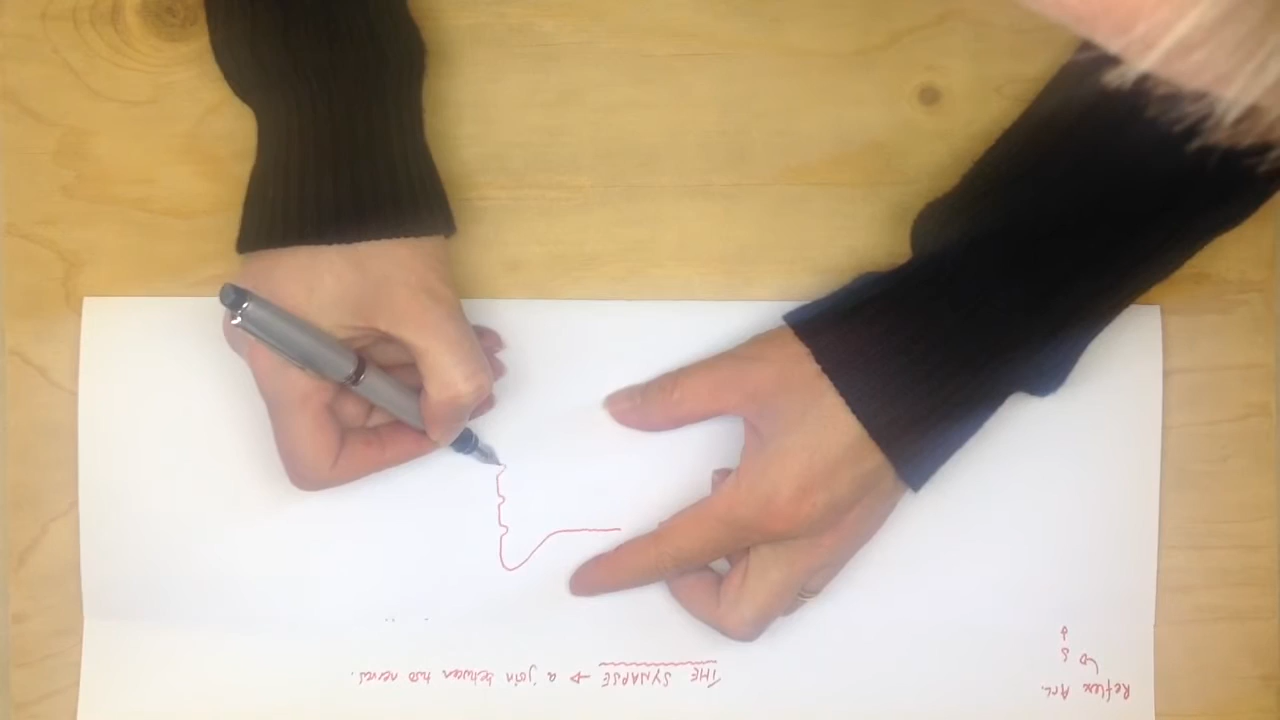 Reflex Arc.
↳ S
↓
THE SYNAPSE → a join between two nerves.